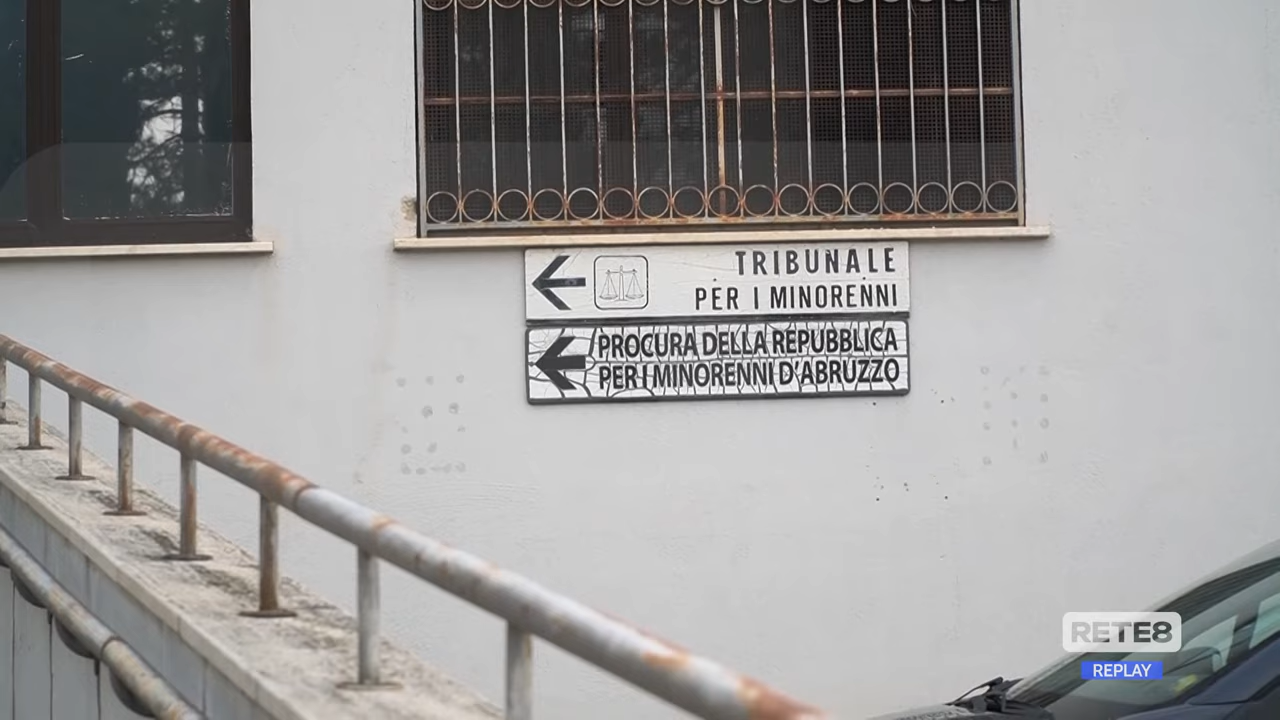 TRIBUNALE
PER I MINORENNI
PROCURA DELLA REPUBBLICA
PER I MINORENNI D'ABRUZZO
RETE8
REPLAY